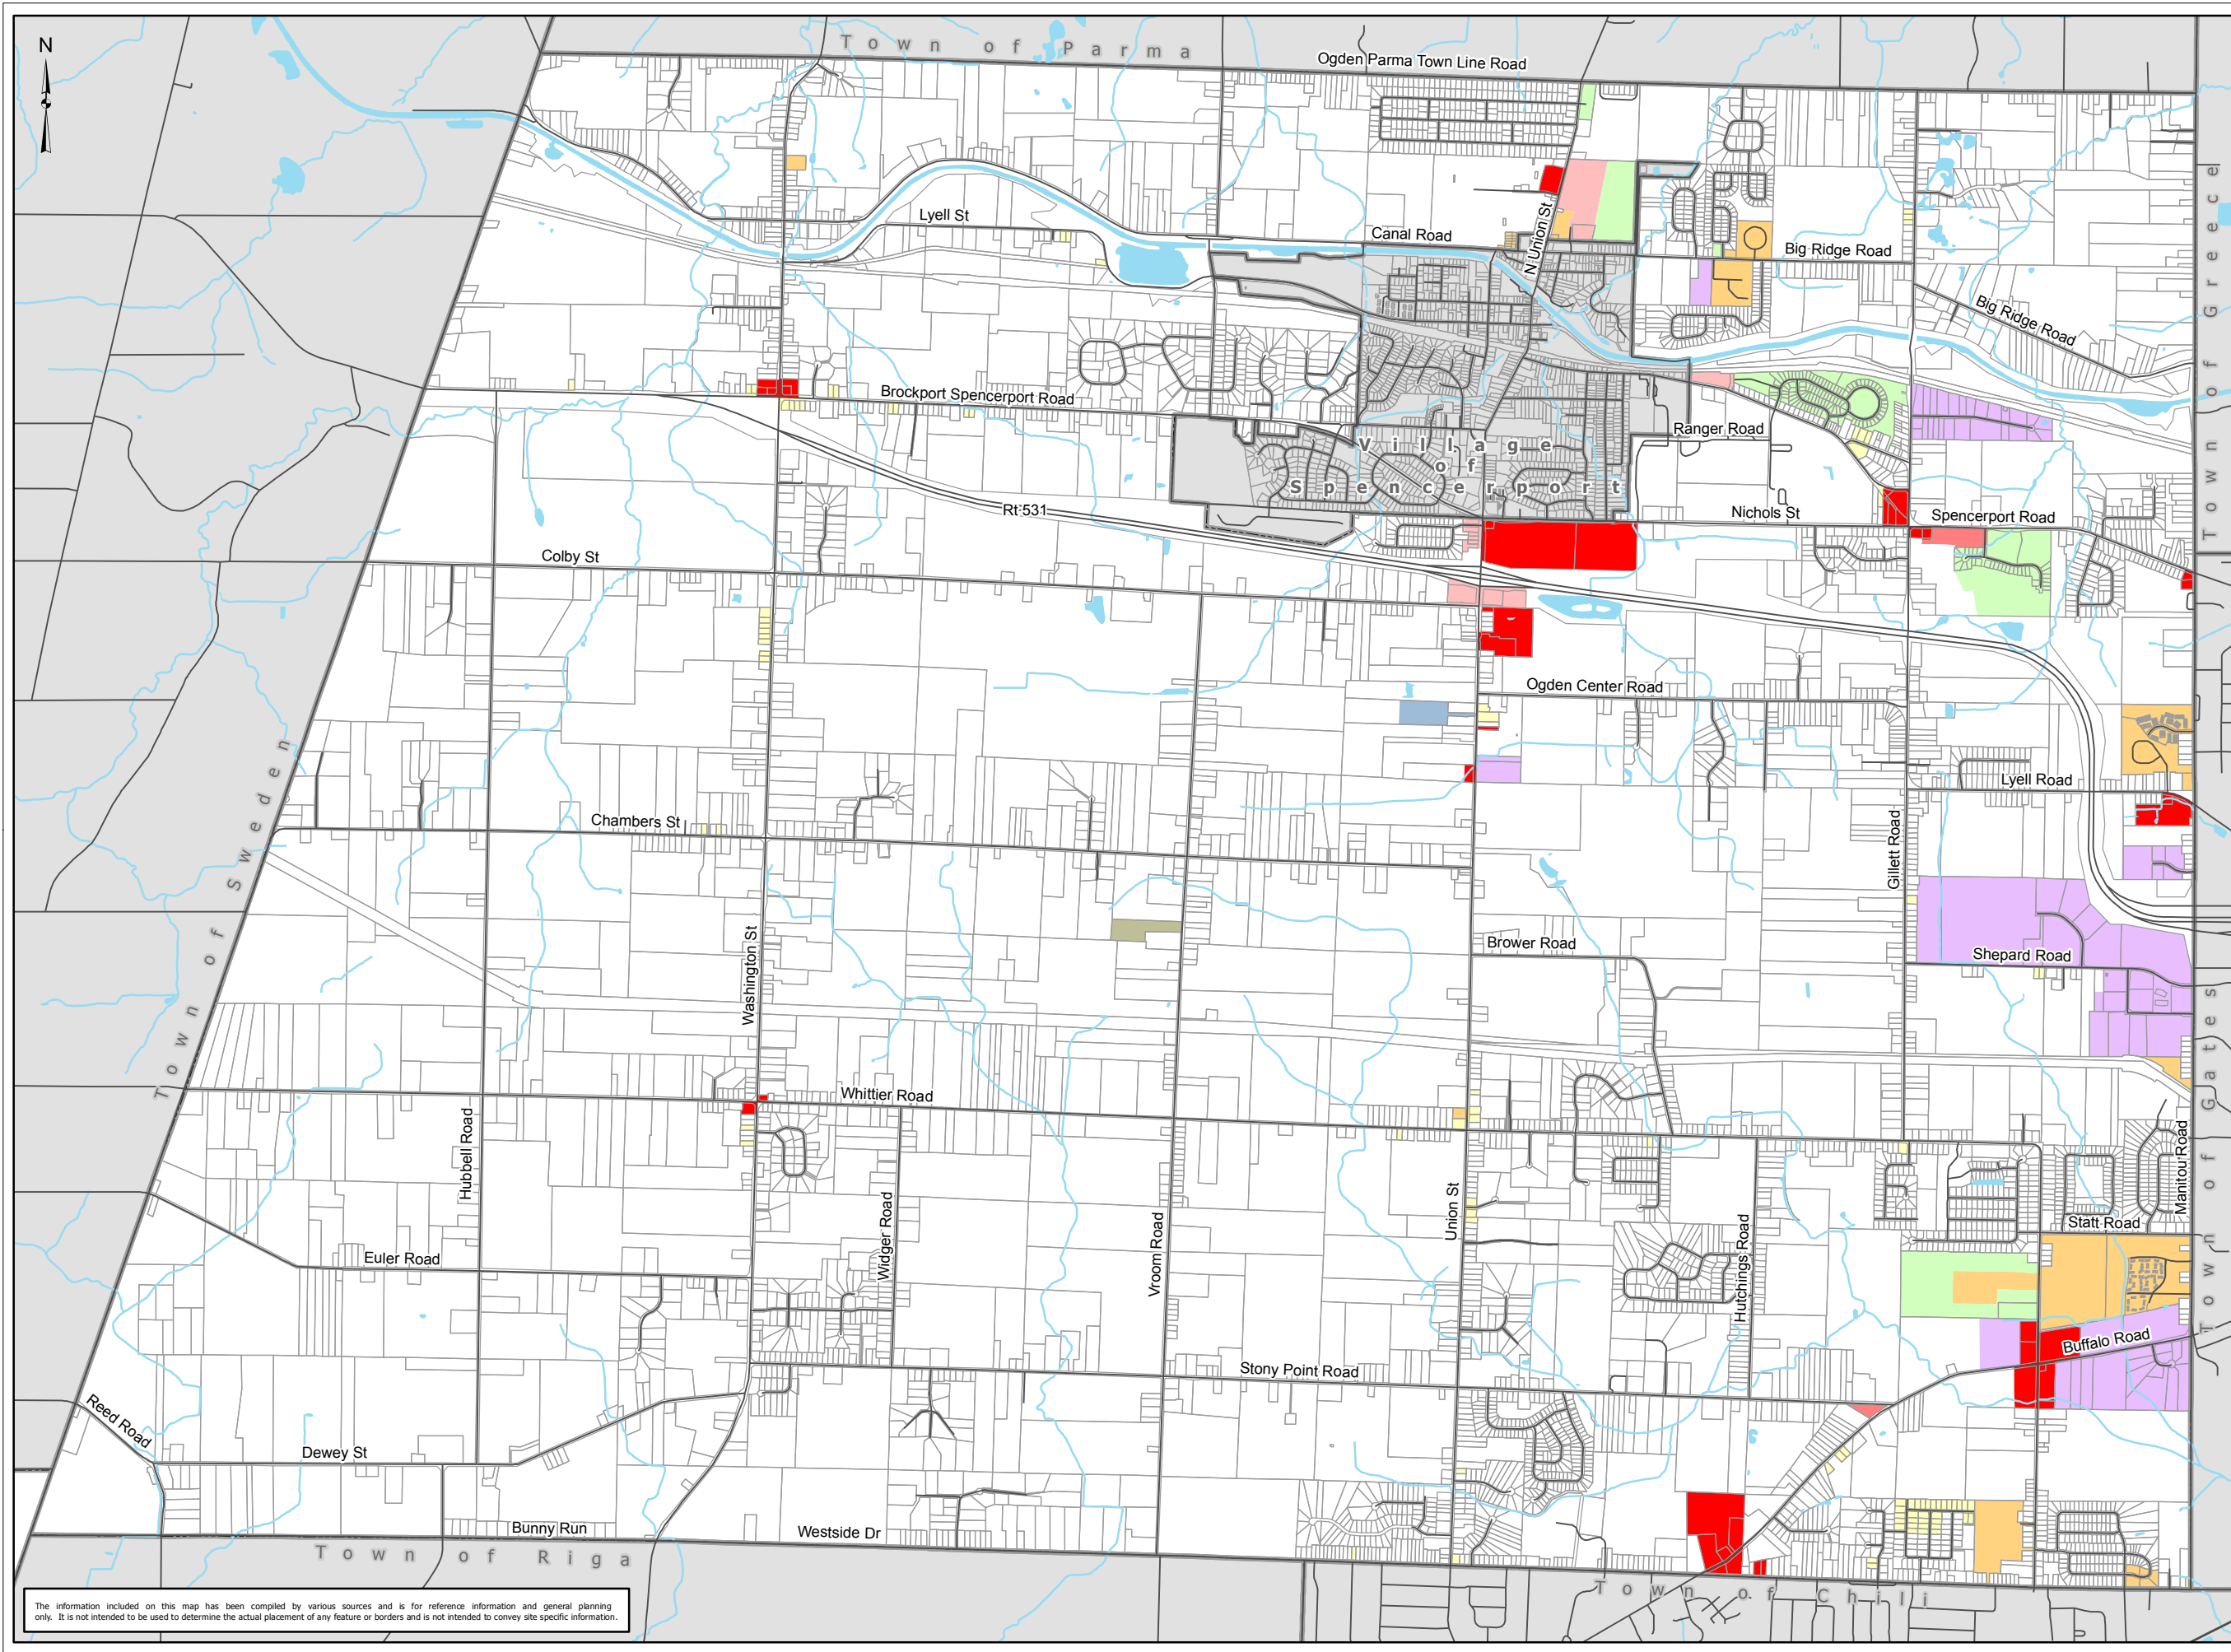 N
Town of Parma
Ogden Parma Town Line Road
Lyell St
Canal Road
N Union St
Big Ridge Road
Big Ridge Road
Town of Greece
Brockport Spencerport Road
Ranger Road
Village
of
Spencerport
Rt 531
Nichols St
Spencerport Road
Colby St
Ogden Center Road
Lyell Road
Town of Sweden
Chambers St
Gillett Road
Washington St
Brower Road
Shepard Road
Town of Gates
Whittier Road
Hubbell Road
Manitou Road
Widger Road
Vroom Road
Union St
Hutchings Road
Statt Road
Euler Road
Buffalo Road
Stony Point Road
Reed Road
Dewey St
Bunny Run
Westside Dr
Town of Riga
Town of Chili
The information included on this map has been compiled by various sources and is for reference information and general planning
only. It is not intended to be used to determine the actual placement of any feature or borders and is not intended to convey site specific information.